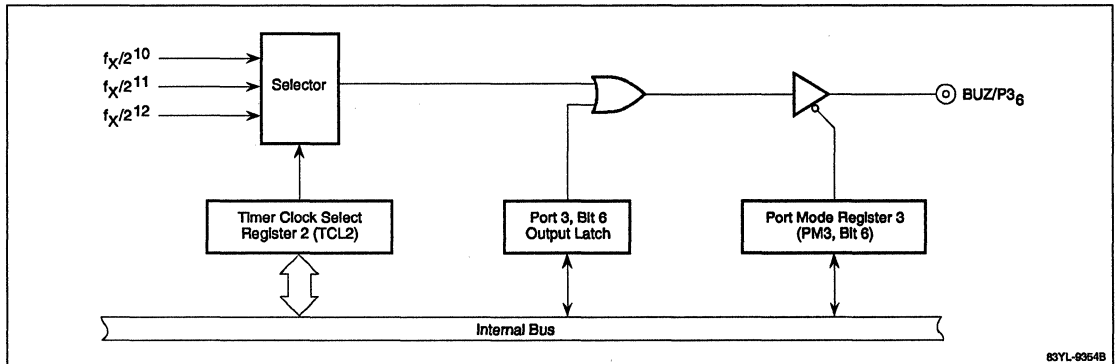 fX/2^10
fX/2^11
fX/2^12
Selector
BUZ/P3₆
Timer Clock Select
Register 2 (TCL2)
Port 3, Bit 6
Output Latch
Port Mode Register 3
(PM3, Bit 6)
Internal Bus
83YL-9354B